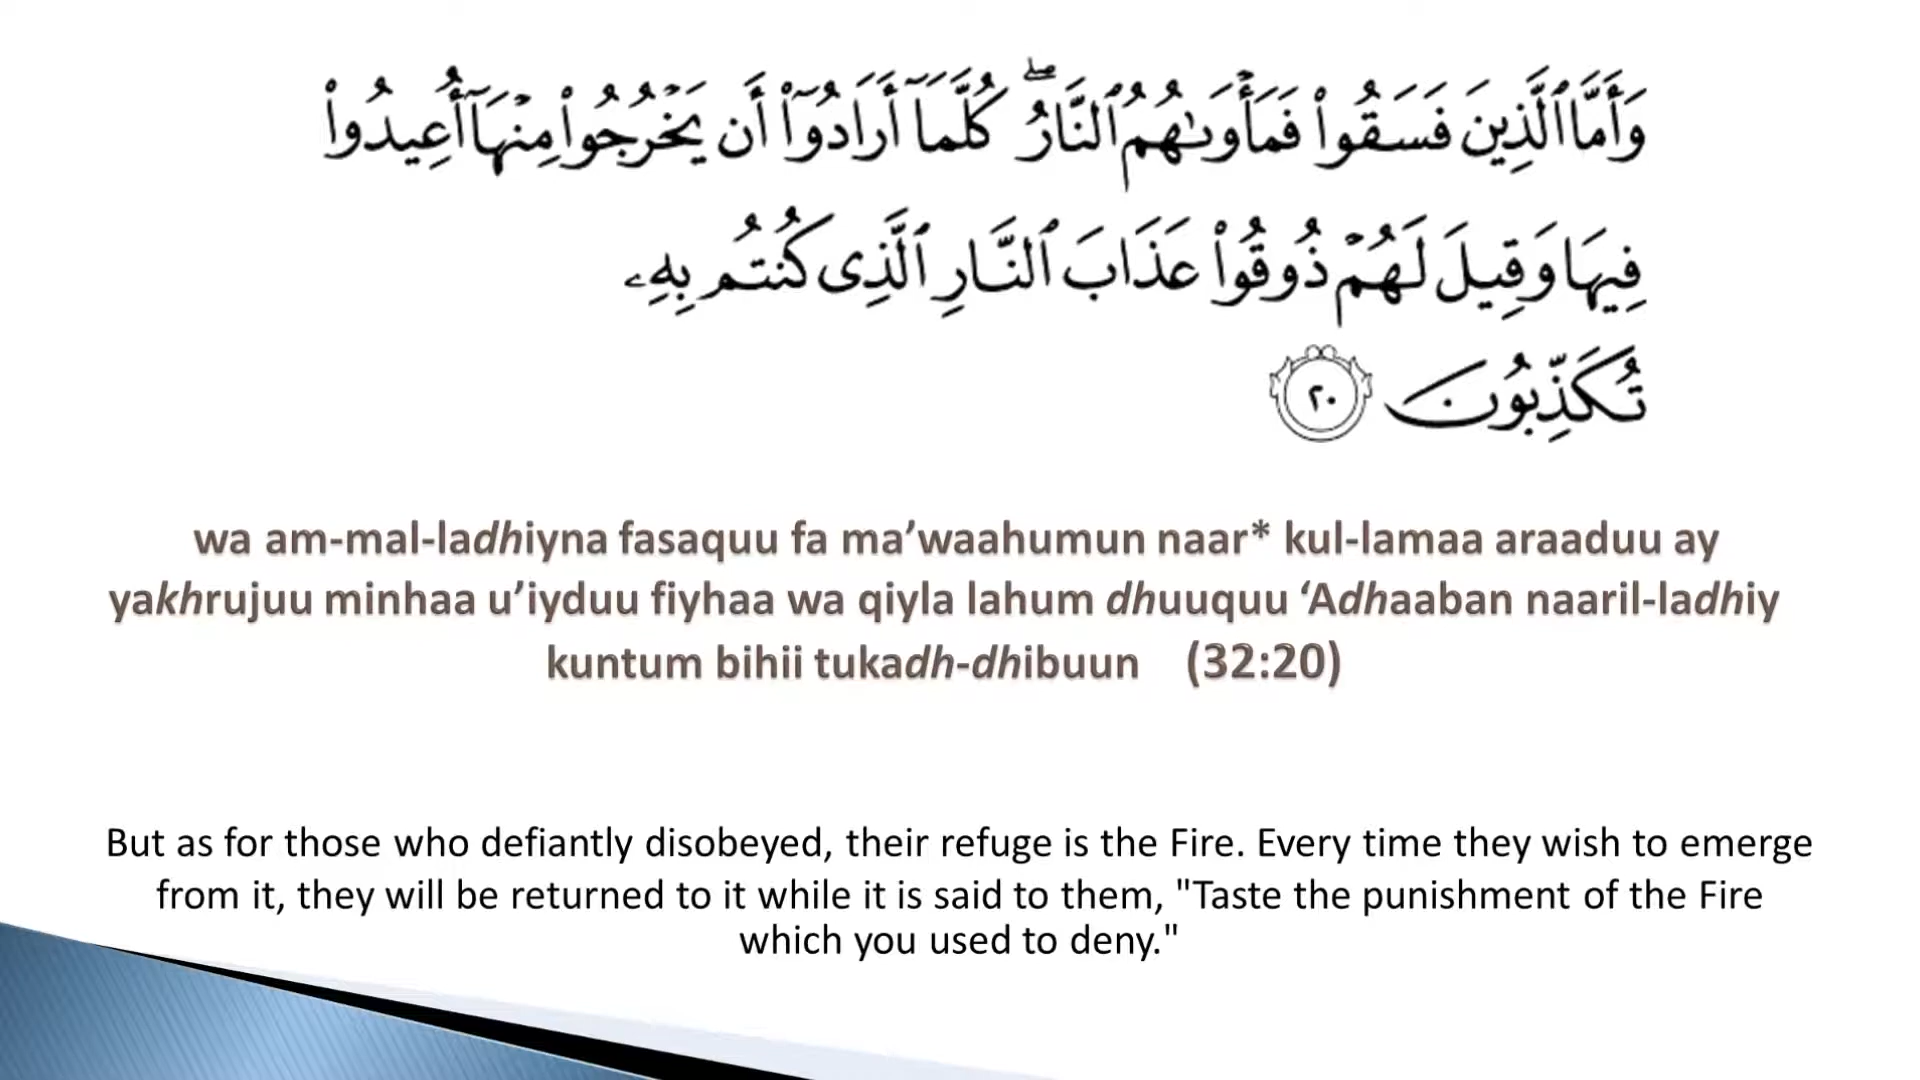 وَأَمَّا ٱلَّذِينَ فَسَقُوا۟ فَمَأْوَىٰهُمُ ٱلنَّارُ ۖ كُلَّمَآ أَرَادُوٓا۟ أَن يَخْرُجُوا۟ مِنْهَآ أُعِيدُوا۟
فِيهَا وَقِيلَ لَهُمْ ذُوقُوا۟ عَذَابَ ٱلنَّارِ ٱلَّذِى كُنتُم بِهِۦ
تُكَذِّبُونَ ٢٠
wa am-mal-ladhiyna fasaquu fa ma’waahumun naar* kul-lamaa araaduu ay
yakhrujuu minhaa u’iyduu fiyhaa wa qiyla lahum dhuuquu ‘Adhaaban naaril-ladhiy
kuntum bihii tukadh-dhibuun (32:20)
But as for those who defiantly disobeyed, their refuge is the Fire. Every time they wish to emerge
from it, they will be returned to it while it is said to them, "Taste the punishment of the Fire
which you used to deny."